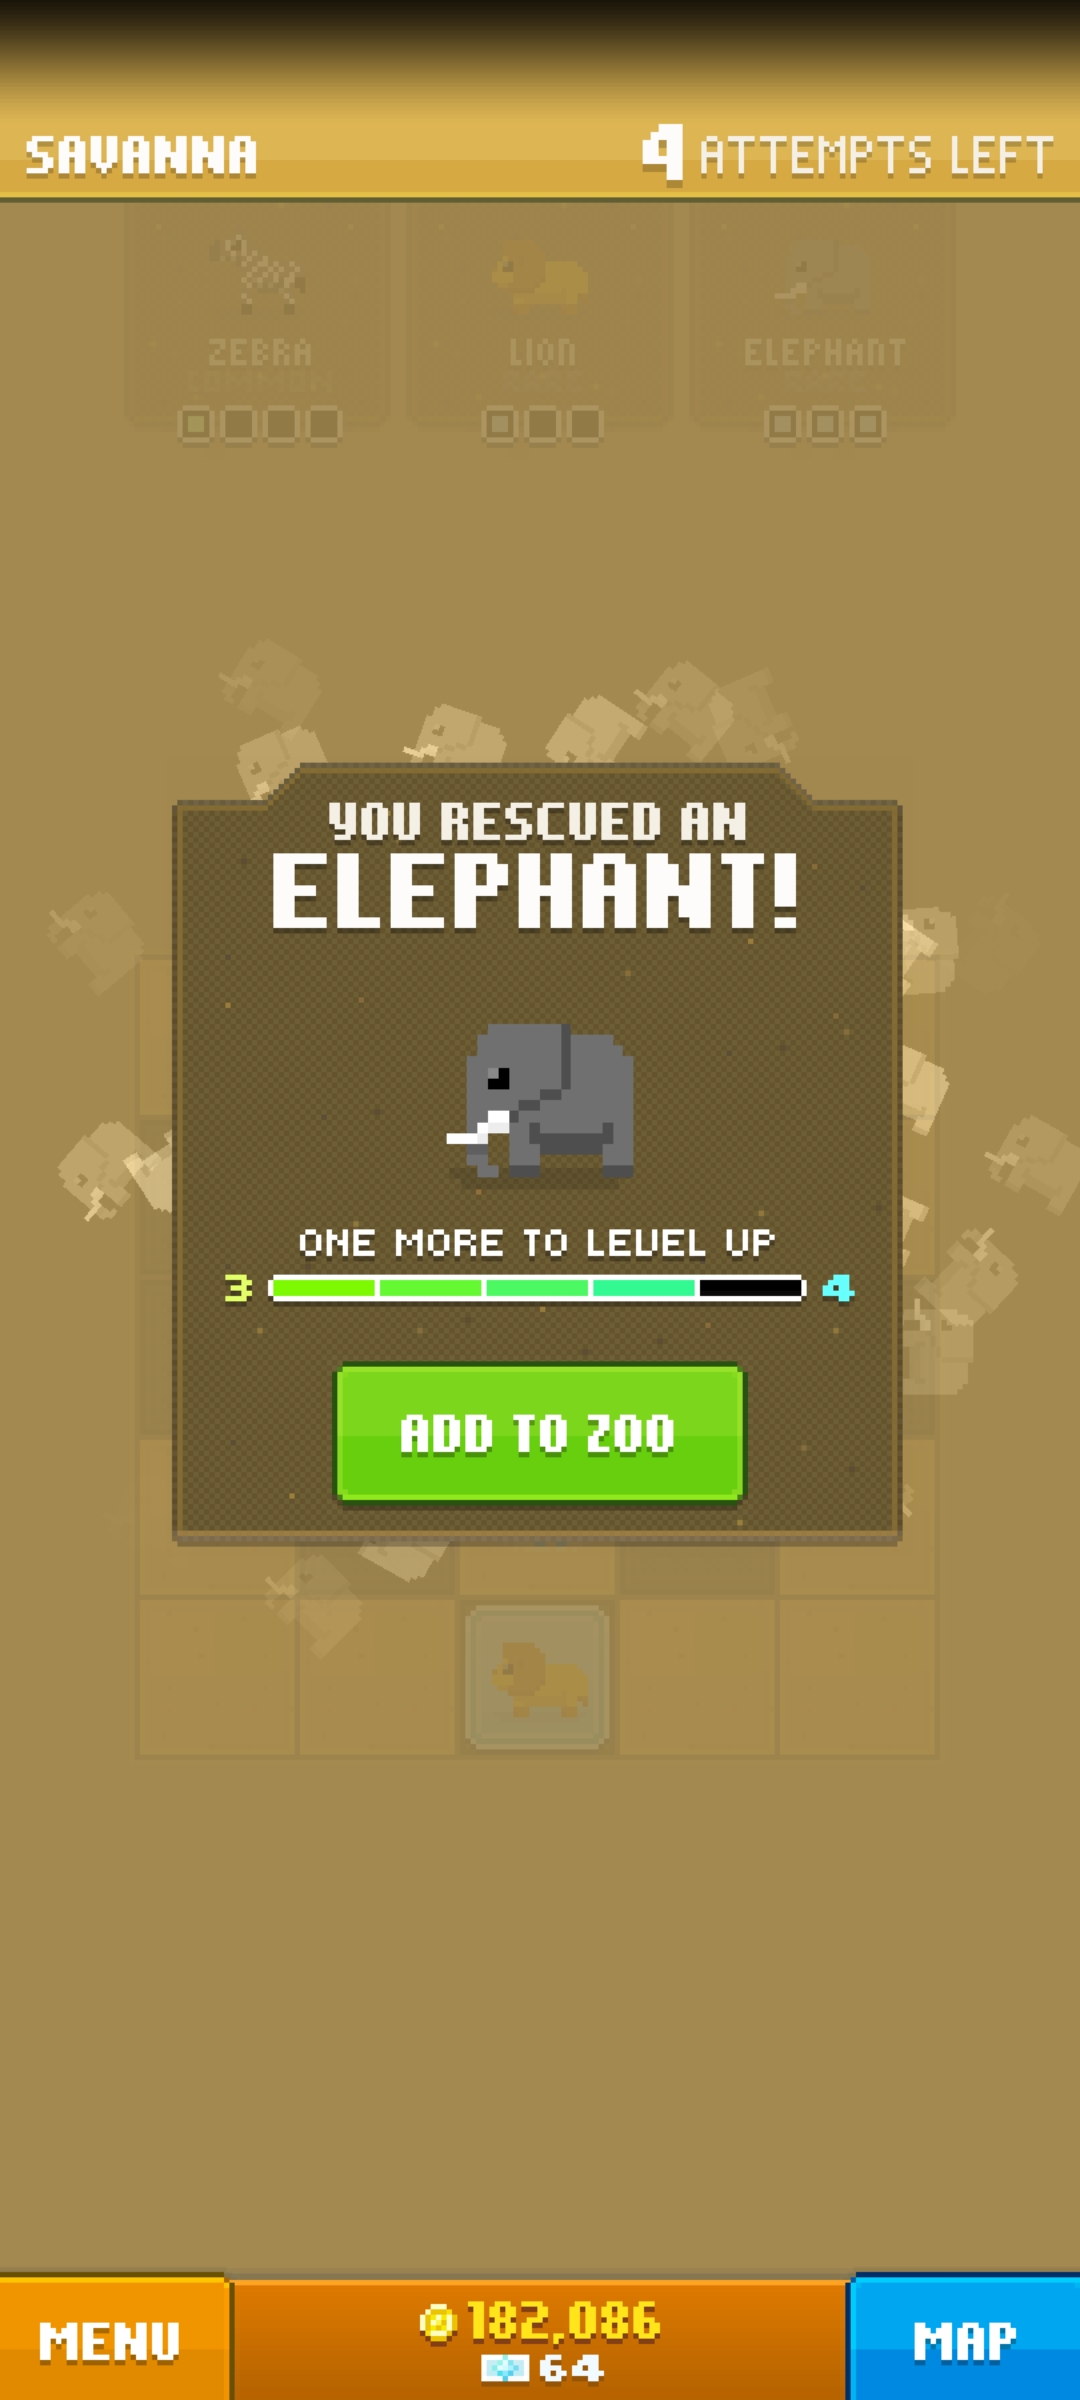 SAVANNA
4 ATTEMPTS LEFT
ZEBRA
LION
ELEPHANT
COMMON
YOU RESCUED AN
ELEPHANT!
ONE MORE TO LEVEL UP
3
4
ADD TO ZOO
MENU
182,086
64
MAP